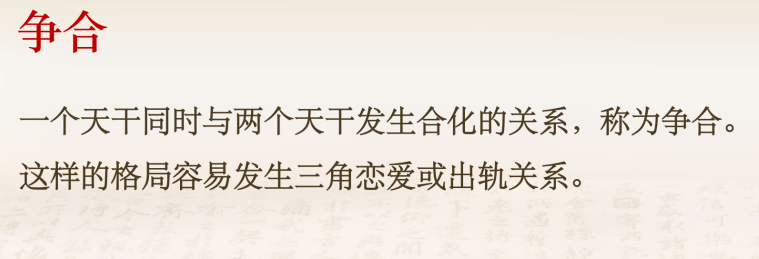 争合
一个天干同时与两个天干发生合化的关系，称为争合。
这样的格局容易发生三角恋爱或出轨关系。